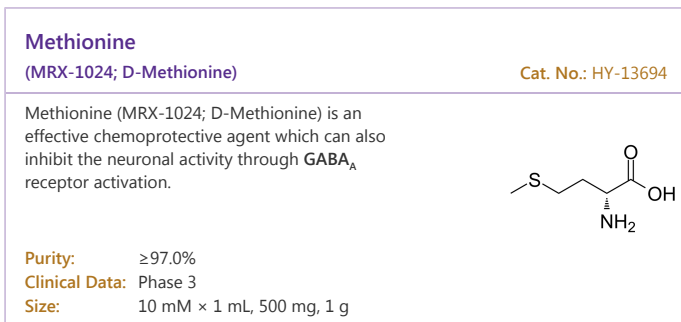 Methionine
(MRX-1024; D-Methionine) Cat. No.: HY-13694
Methionine (MRX-1024; D-Methionine) is an
effective chemoprotective agent which can also
inhibit the neuronal activity through GABA_A
receptor activation.
O
S
OH
NH₂
Purity: ≥97.0%
Clinical Data: Phase 3
Size: 10 mM × 1 mL, 500 mg, 1 g